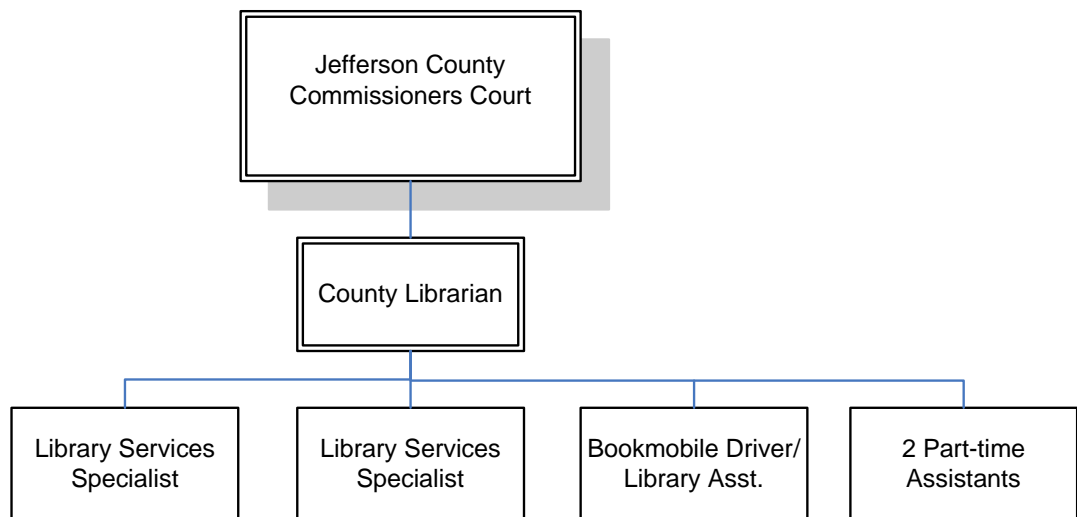 Jefferson County
Commissioners Court
County Librarian
Library Services
Specialist
Library Services
Specialist
Bookmobile Driver/
Library Asst.
2 Part-time
Assistants